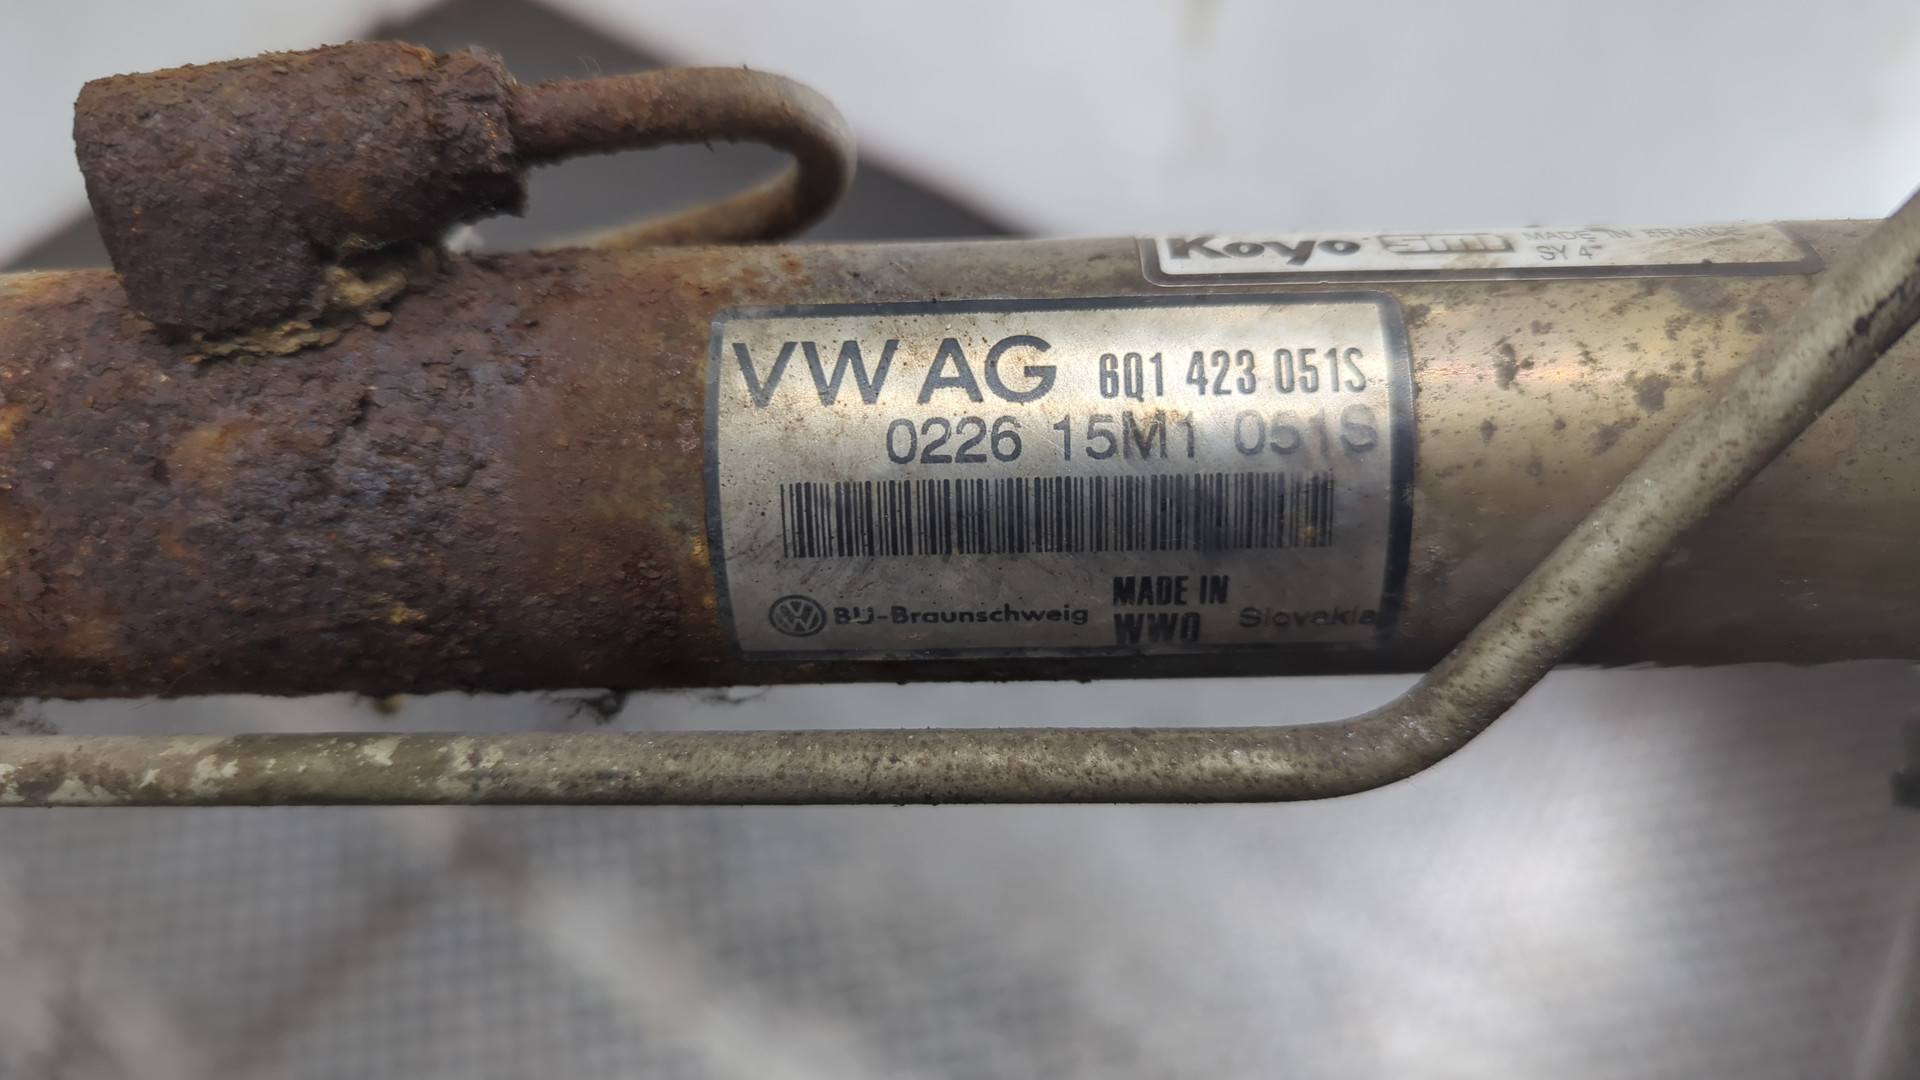 Koyo SMI MADE IN FRANCE
SY 4
VW AG 6Q1 423 051S
0226 15M1 051S
BU-Braunschweig MADE IN
WWO Slovakia